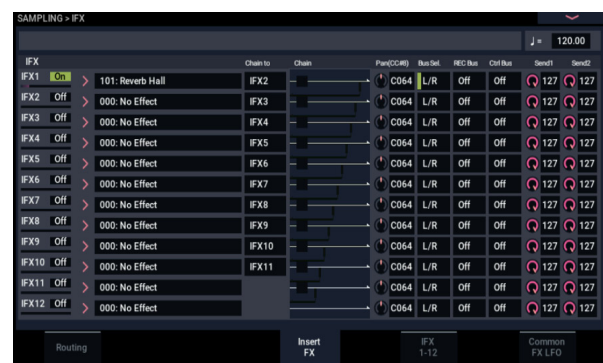 SAMPLING > IFX
♩ = 120.00
IFX Chain to Chain Pan(CC#8) Bus Sel. REC Bus Ctrl Bus Send1 Send2
IFX1 On 101: Reverb Hall IFX2 C064 L/R Off Off 127 127
IFX2 Off 000: No Effect IFX3 C064 L/R Off Off 127 127
IFX3 Off 000: No Effect IFX4 C064 L/R Off Off 127 127
IFX4 Off 000: No Effect IFX5 C064 L/R Off Off 127 127
IFX5 Off 000: No Effect IFX6 C064 L/R Off Off 127 127
IFX6 Off 000: No Effect IFX7 C064 L/R Off Off 127 127
IFX7 Off 000: No Effect IFX8 C064 L/R Off Off 127 127
IFX8 Off 000: No Effect IFX9 C064 L/R Off Off 127 127
IFX9 Off 000: No Effect IFX10 C064 L/R Off Off 127 127
IFX10 Off 000: No Effect IFX11 C064 L/R Off Off 127 127
IFX11 Off 000: No Effect C064 L/R Off Off 127 127
IFX12 Off 000: No Effect C064 L/R Off Off 127 127
Routing Insert IFX Common
FX 1-12 FX LFO